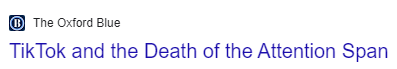 The Oxford Blue
TikTok and the Death of the Attention Span